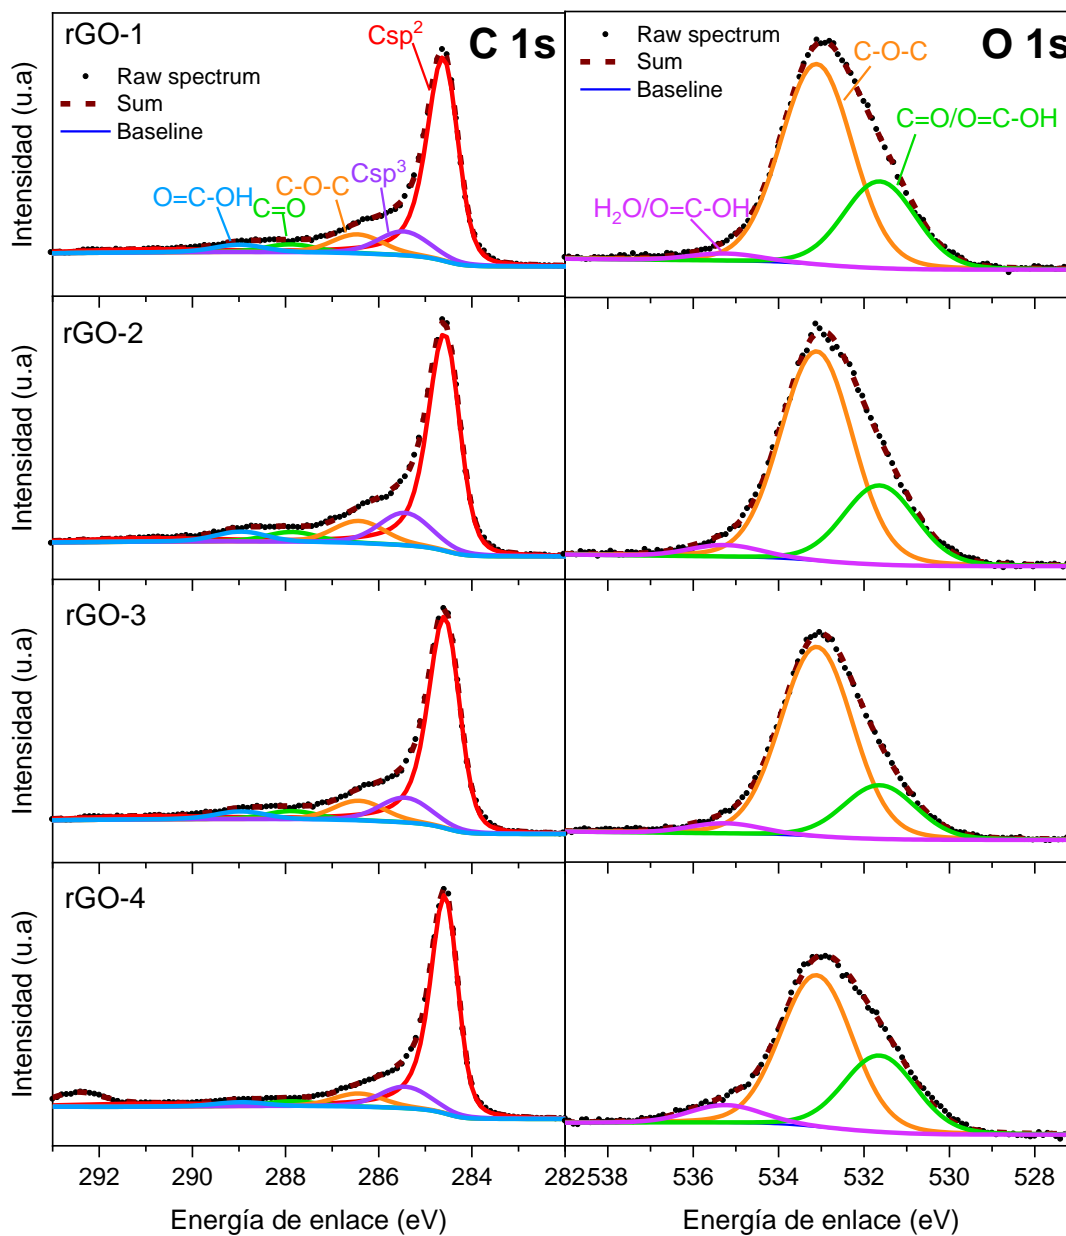 rGO-1
C 1s
Csp²
Raw spectrum
Sum
Baseline
O=C-OH
C=O
C-O-C
Csp³
Intensidad (u.a)
O 1s
Raw spectrum
Sum
Baseline
C-O-C
C=O/O=C-OH
H₂O/O=C-OH
rGO-2
Intensidad (u.a)
rGO-3
Intensidad (u.a)
rGO-4
Intensidad (u.a)
292 290 288 286 284 282
538 536 534 532 530 528
Energía de enlace (eV)
Energía de enlace (eV)